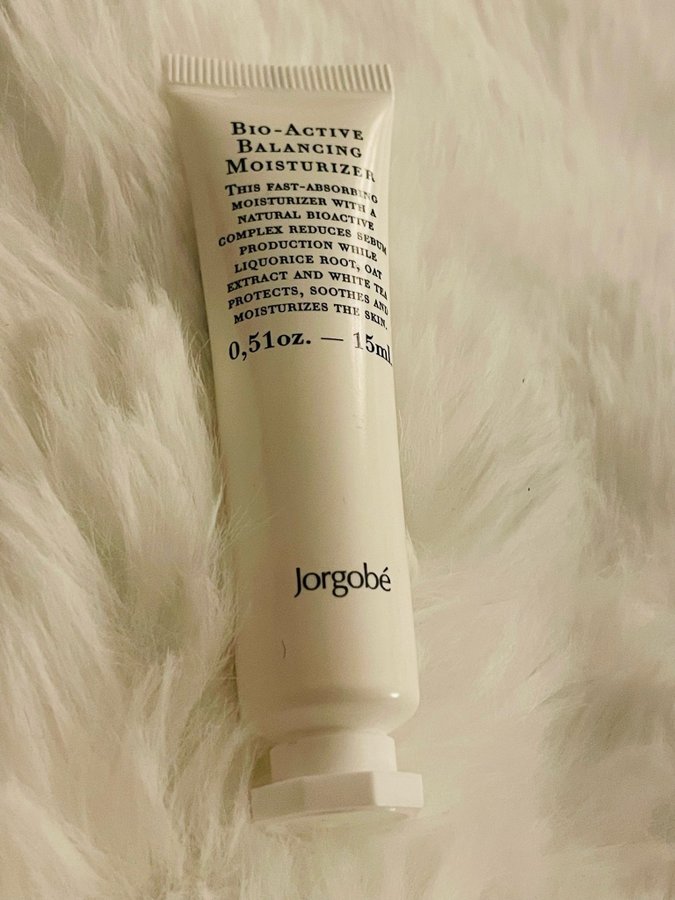 BIO-ACTIVE
BALANCING
MOISTURIZER
THIS FAST-ABSORBING
MOISTURIZER WITH A
NATURAL BIOACTIVE
COMPLEX REDUCES SEBUM
PRODUCTION WHILE
LIQUORICE ROOT, OAT
EXTRACT AND WHITE TEA
PROTECTS, SOOTHES AND
MOISTURIZES THE SKIN.
0,51oz. — 15ml
Jorgobé